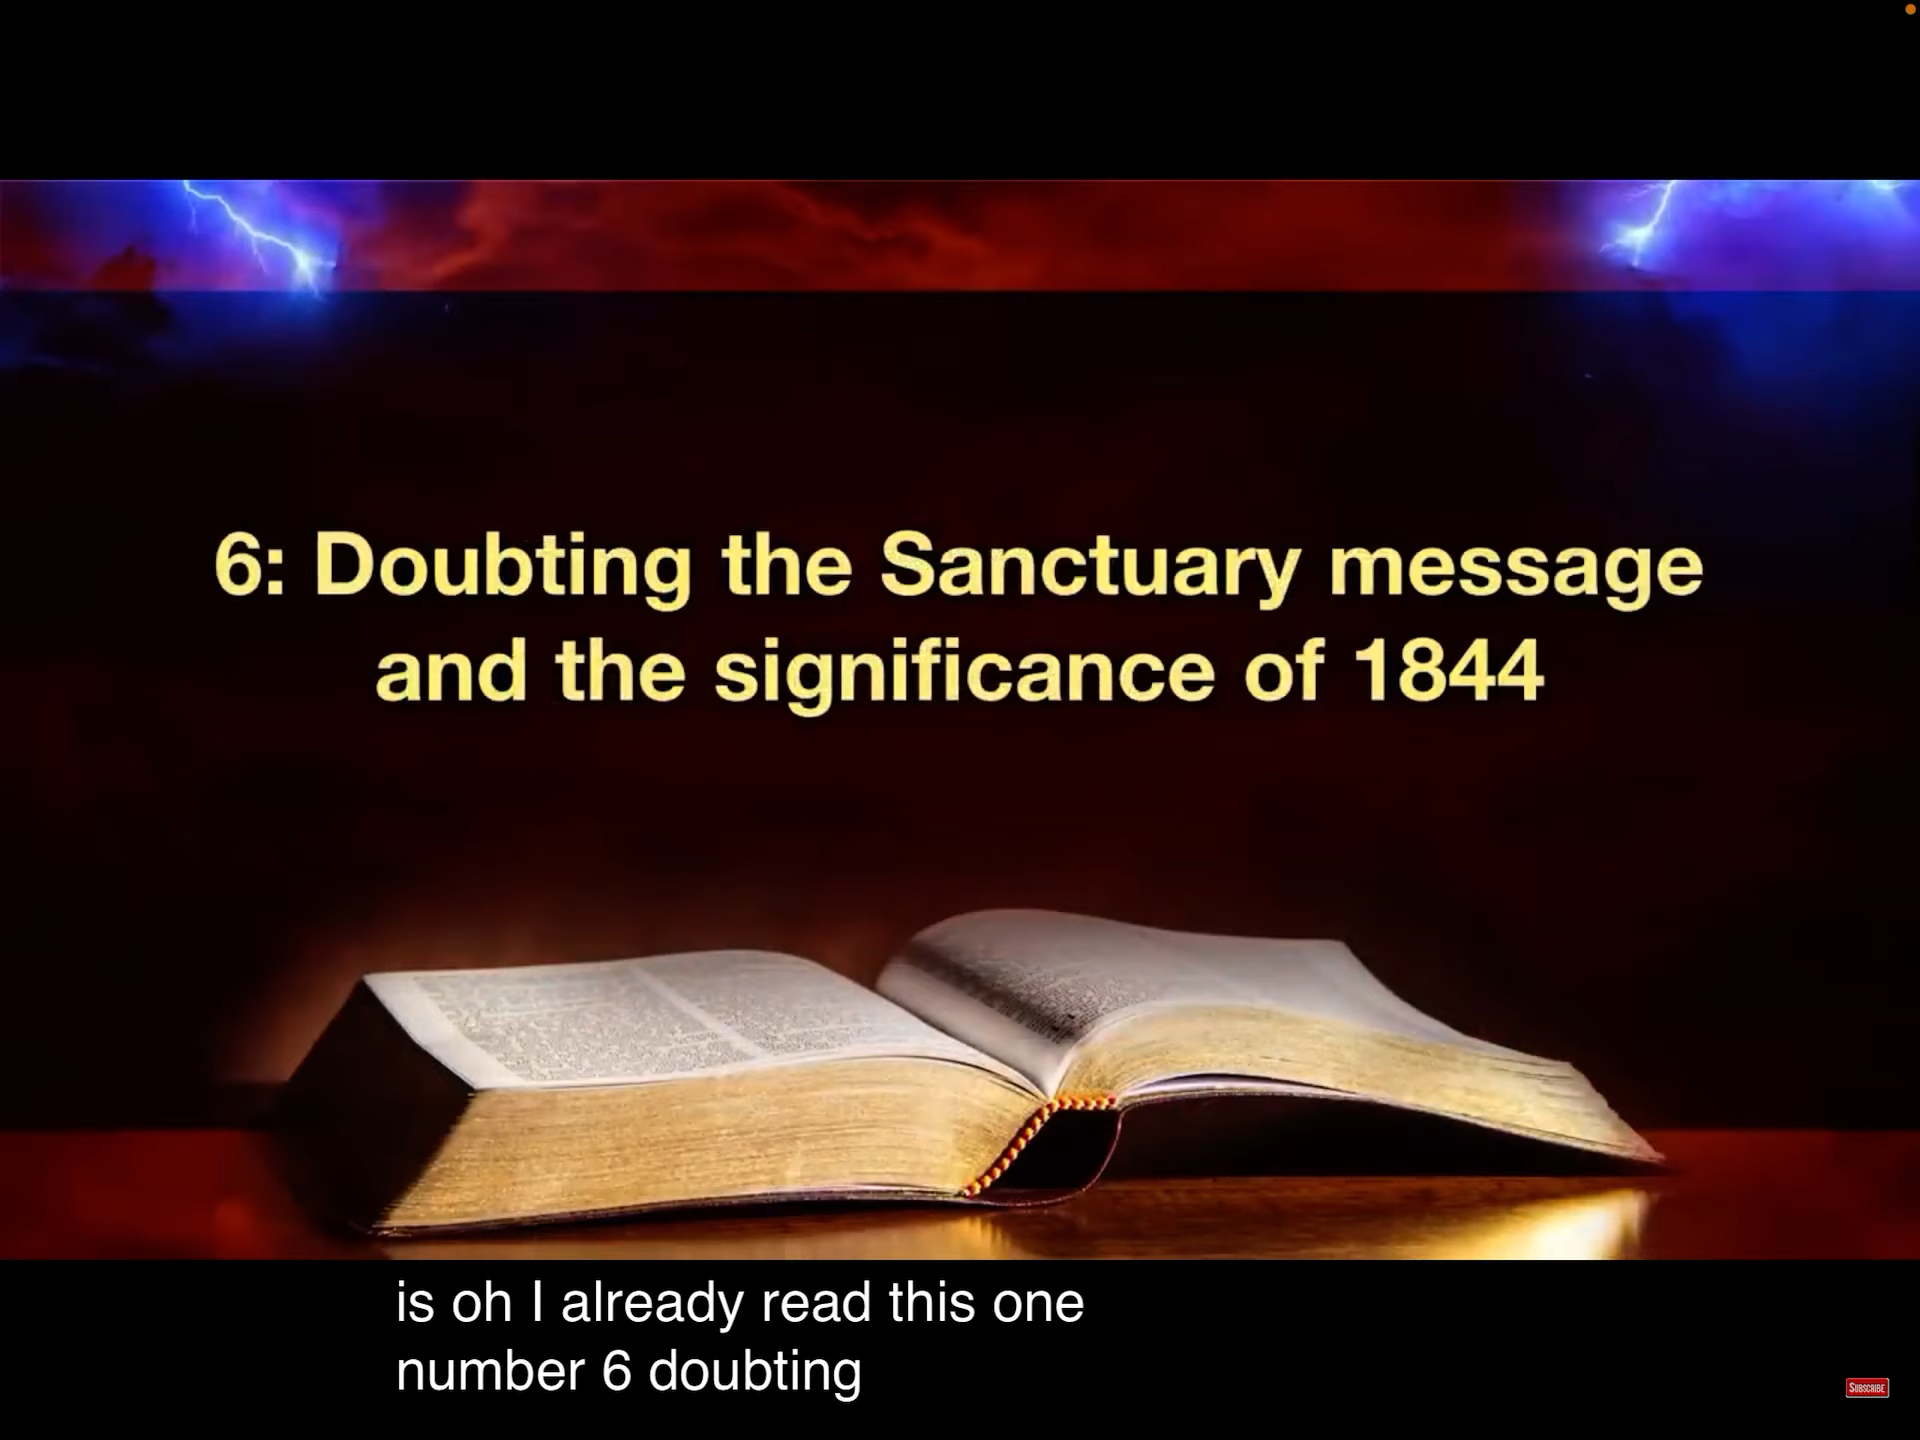 6: Doubting the Sanctuary message
and the significance of 1844
is oh I already read this one
number 6 doubting
SUBSCRIBE